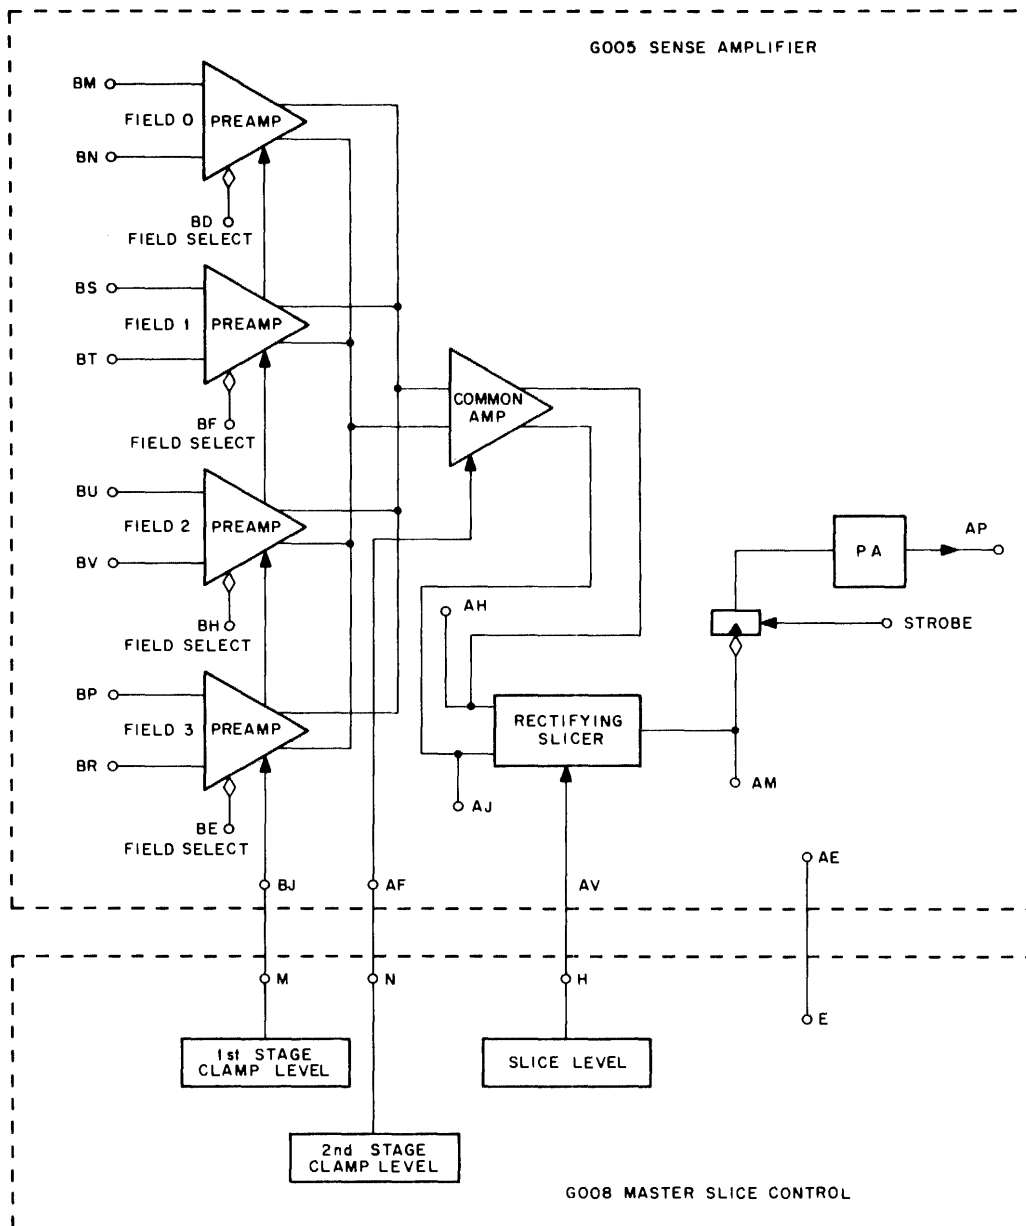 G005 SENSE AMPLIFIER
BM
FIELD 0
PREAMP
BN
BD
FIELD SELECT
BS
FIELD 1
PREAMP
BT
BF
FIELD SELECT
COMMON
AMP
BU
FIELD 2
PREAMP
BV
BH
FIELD SELECT
PA
AP
AH
STROBE
BP
FIELD 3
PREAMP
BR
RECTIFYING
SLICER
AM
AJ
BE
FIELD SELECT
BJ
AF
AV
AE
M
N
H
E
1st STAGE
CLAMP LEVEL
SLICE LEVEL
2nd STAGE
CLAMP LEVEL
G008 MASTER SLICE CONTROL